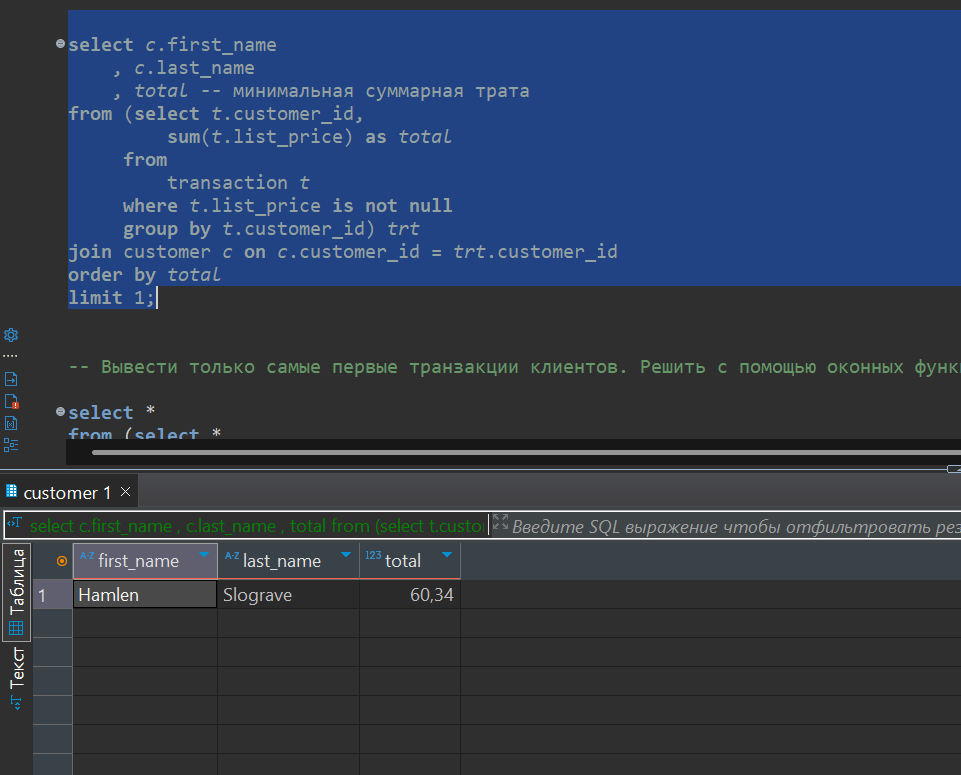 select c.first_name
, c.last_name
, total -- минимальная суммарная трата
from (select t.customer_id,
sum(t.list_price) as total
from
transaction t
where t.list_price is not null
group by t.customer_id) trt
join customer c on c.customer_id = trt.customer_id
order by total
limit 1;
-- Вывести только самые первые транзакции клиентов. Решить с помощью оконных функ
select *
from (select *
customer 1
select c.first_name , c.last_name , total from (select t.custo
Введите SQL выражение чтобы отфильтровать рез
Таблица
Текст
A-Z first_name A-Z last_name 123 total
1 Hamlen Slograve 60,34